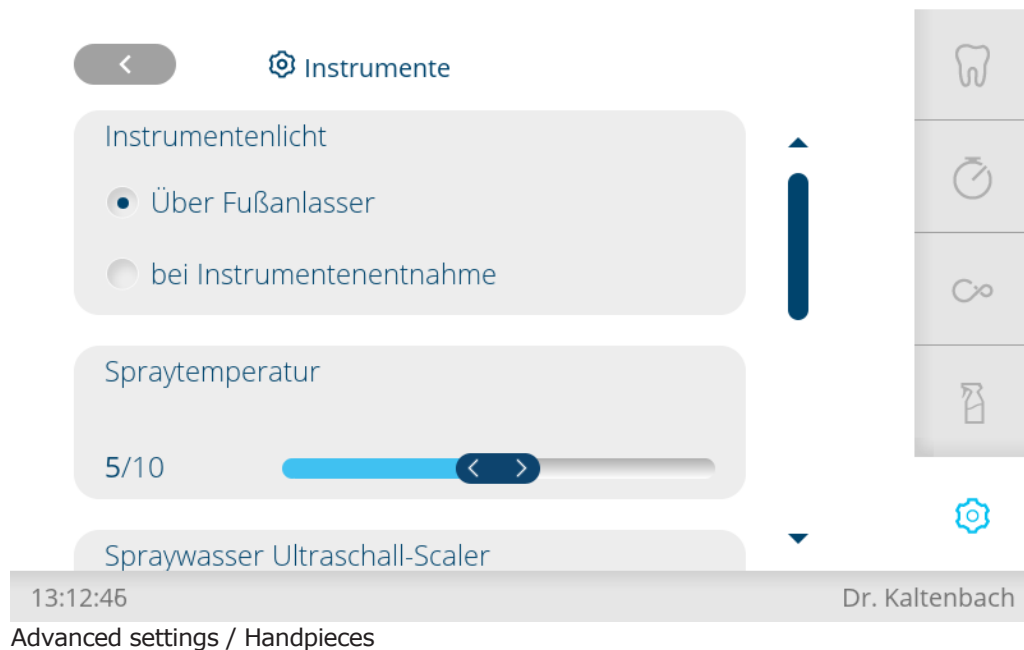 Instrumente
Instrumentenlicht
Über Fußanlasser
bei Instrumentenentnahme
Spraytemperatur
5/10
Spraywasser Ultraschall-Scaler
13:12:46 Dr. Kaltenbach
Advanced settings / Handpieces